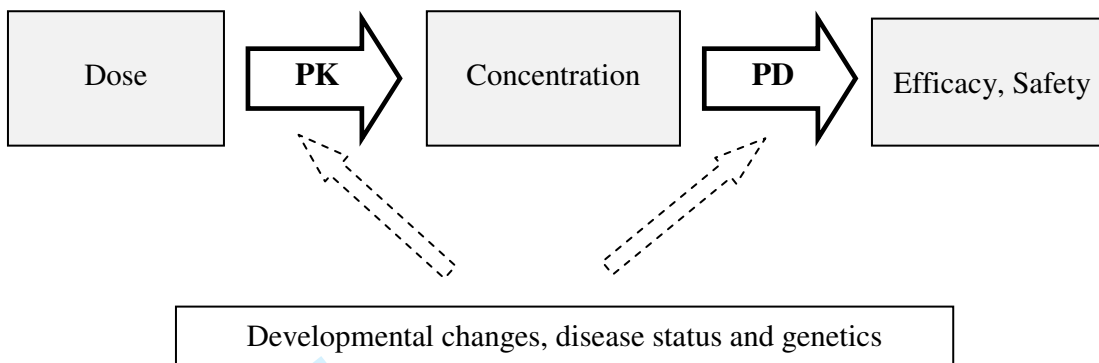 Dose
PK
Concentration
PD
Efficacy, Safety
Developmental changes, disease status and genetics